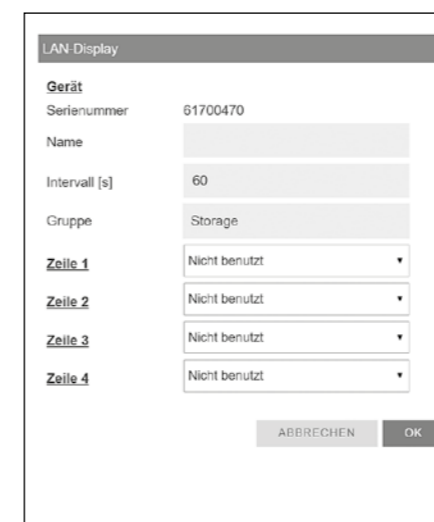 LAN-Display
Gerät
Serienummer 61700470
Name
Intervall [s] 60
Gruppe Storage
Zeile 1 Nicht benutzt
Zeile 2 Nicht benutzt
Zeile 3 Nicht benutzt
Zeile 4 Nicht benutzt
ABBRECHEN OK